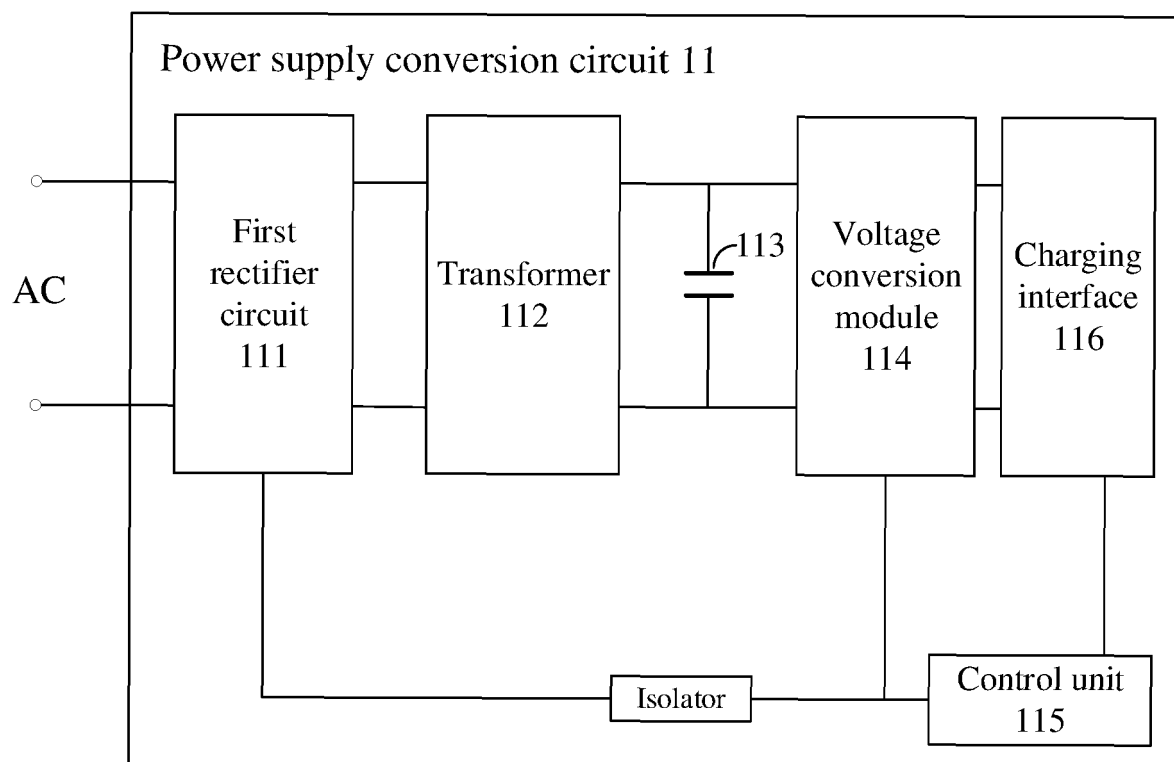 Power supply conversion circuit 11
AC
First
rectifier
circuit
111
Transformer
112
113
Voltage
conversion
module
114
Charging
interface
116
Isolator
Control unit
115